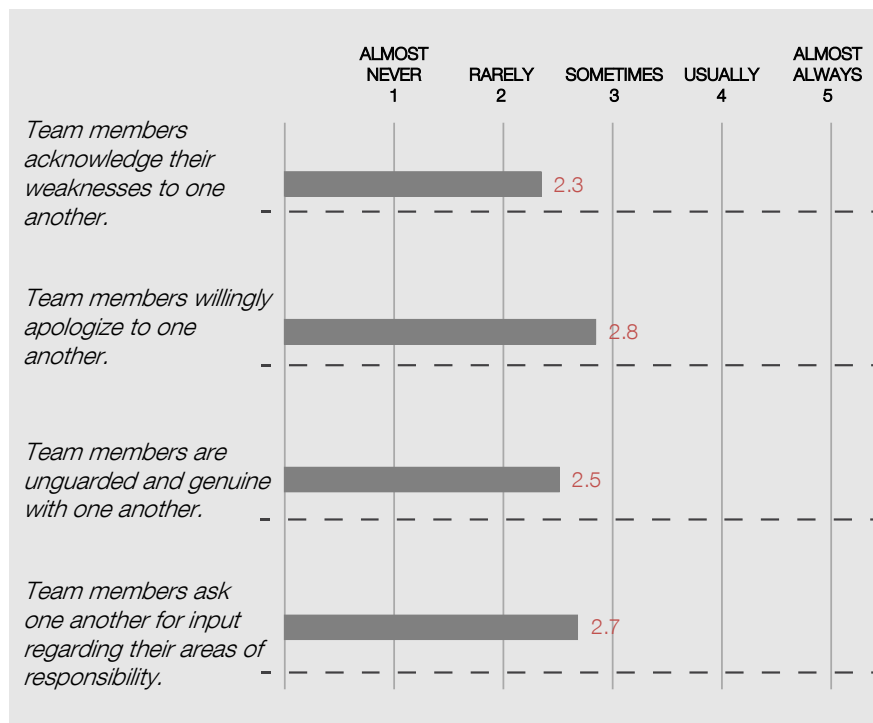 ALMOST
NEVER
1
RARELY
2
SOMETIMES
3
USUALLY
4
ALMOST
ALWAYS
5
Team members
acknowledge their
weaknesses to one
another.
2.3
Team members willingly
apologize to one
another.
2.8
Team members are
unguarded and genuine
with one another.
2.5
Team members ask
one another for input
regarding their areas of
responsibility.
2.7